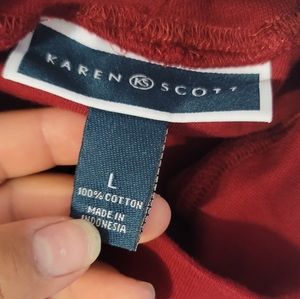 KAREN KS SCOTT
L
100% COTTON
MADE IN
INDONESIA